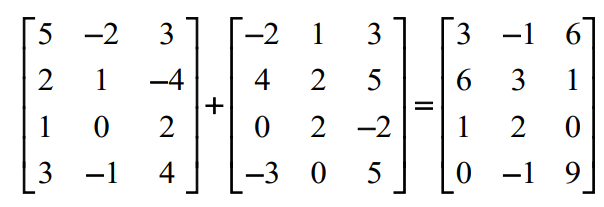 [5 −2 3] [−2 1 3] [3 −1 6]
[2 1 −4] [4 2 5] [6 3 1]
+ =
[1 0 2] [0 2 −2] [1 2 0]
[3 −1 4] [−3 0 5] [0 −1 9]